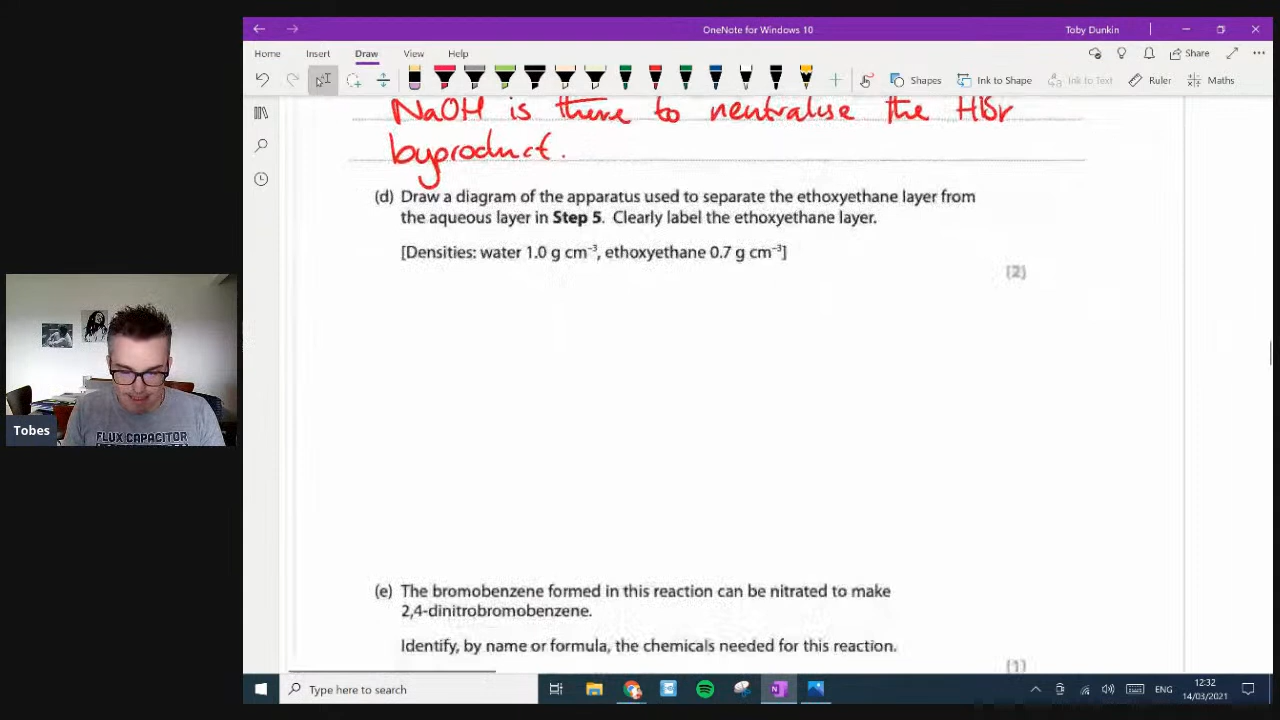 OneNote for Windows 10
Toby Dunkin
Home Insert Draw View Help
Share
Shapes Ink to Shape Ink to Text Ruler Maths
NaOH is there to neutralise the HBr
byproduct.
(d) Draw a diagram of the apparatus used to separate the ethoxyethane layer from
the aqueous layer in Step 5. Clearly label the ethoxyethane layer.
[Densities: water 1.0 g cm⁻³, ethoxyethane 0.7 g cm⁻³]
(2)
Tobes
FLUX CAPACITOR
(e) The bromobenzene formed in this reaction can be nitrated to make
2,4-dinitrobromobenzene.
Identify, by name or formula, the chemicals needed for this reaction.
(1)
Type here to search
ENG
12:32
14/03/2021